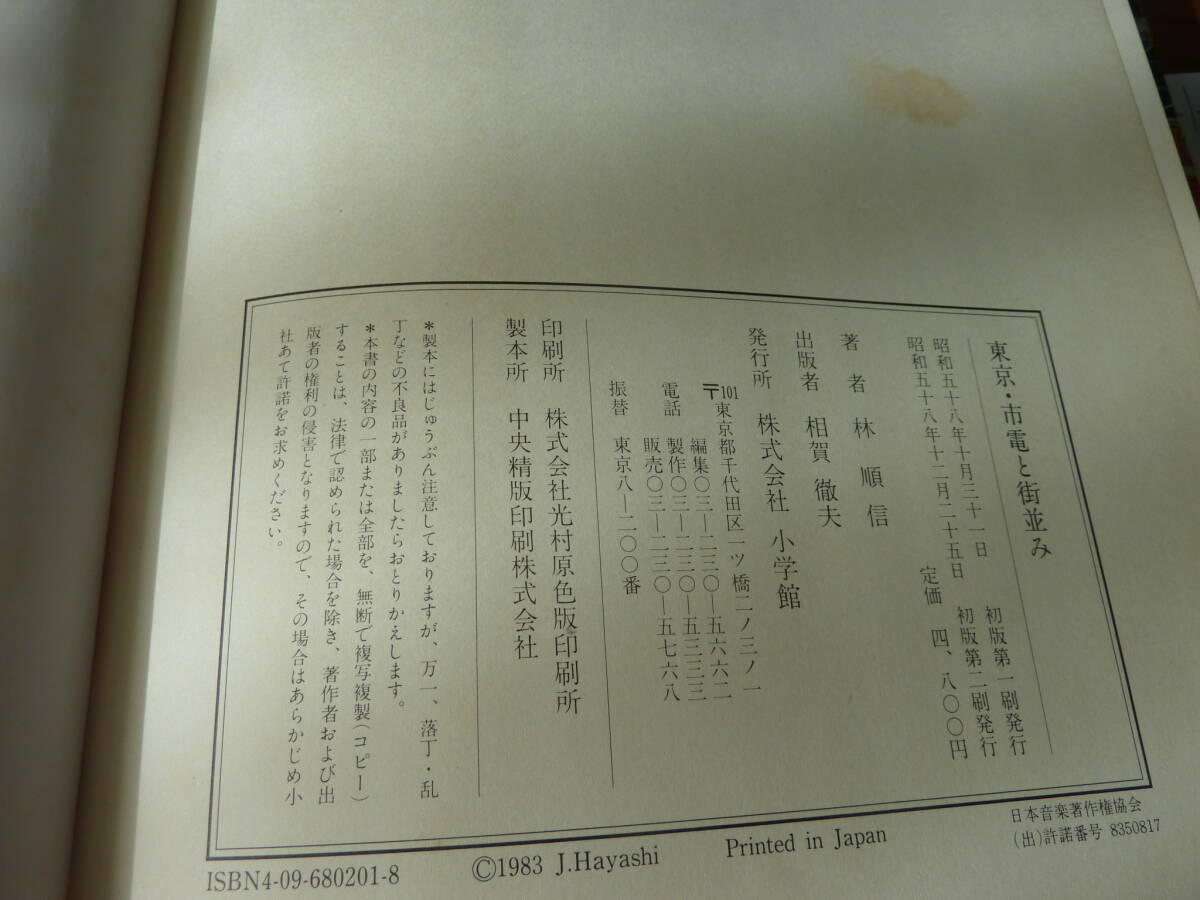 東京・市電と街並み
昭和五十八年十月三十一日 初版第一刷発行
昭和五十八年十二月二十五日 初版第二刷発行
定価 四、八〇〇円
著者 林順信
出版者 相賀徹夫
発行所 株式会社 小学館
〒101東京都千代田区一ツ橋二ノ三ノ一
編集〇三―二三〇―五六六二
電話 製作〇三―二三〇―五三三三
販売〇三―二三〇―五七六八
振替 東京八―二〇〇番
印刷所 株式会社光村原色版印刷所
製本所 中央精版印刷株式会社
＊製本にはじゅうぶん注意しておりますが、万一、落丁・乱
丁などの不良品がありましたらおとりかえします。
＊本書の内容の一部または全部を、無断で複写複製(コピー)
することは、法律で認められた場合を除き、著作者および出
版者の権利の侵害となりますので、その場合はあらかじめ小
社あて許諾をお求めください。
日本音楽著作権協会
(出)許諾番号 8350817
ISBN4-09-680201-8 ©1983 J.Hayashi Printed in Japan